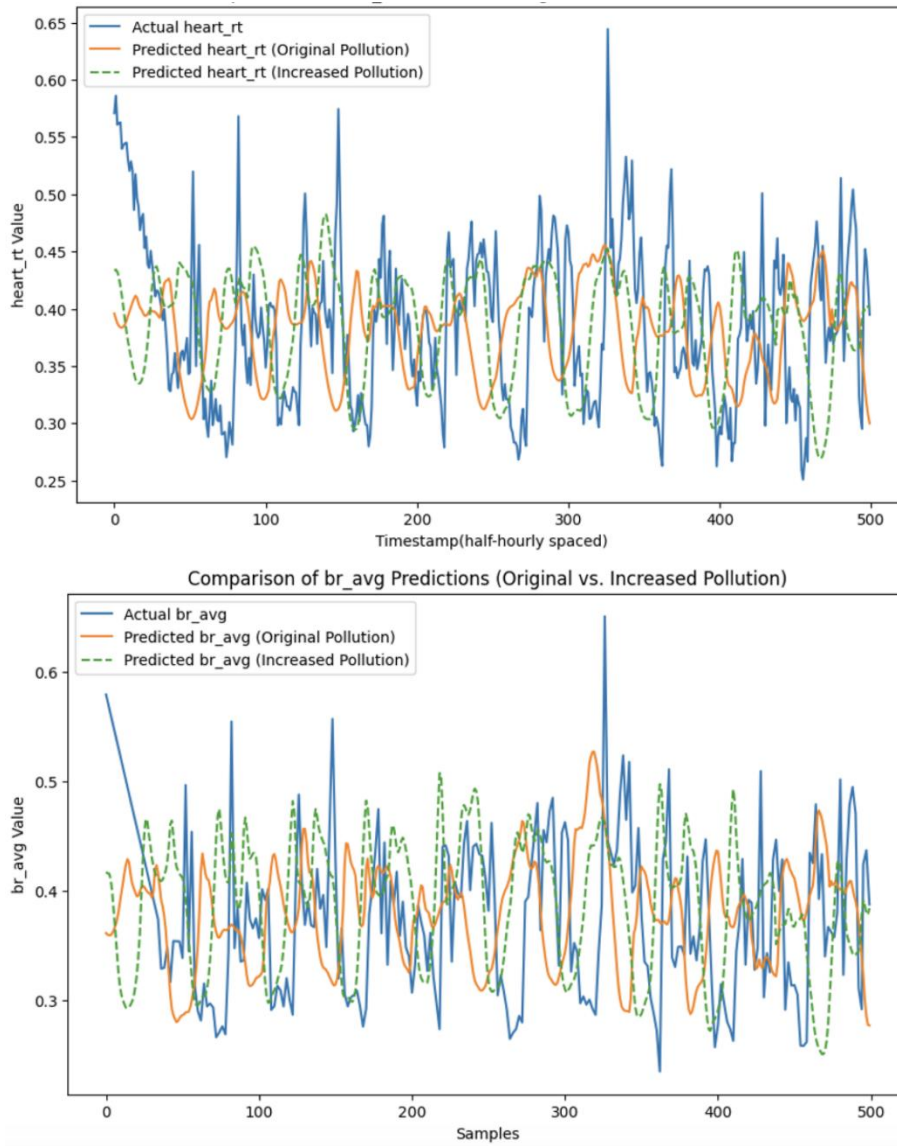 0.65
0.60
0.55
0.50
0.45
0.40
0.35
0.30
0.25
heart_rt Value
Actual heart_rt
Predicted heart_rt (Original Pollution)
Predicted heart_rt (Increased Pollution)
0 100 200 300 400 500
Timestamp(half-hourly spaced)
Comparison of br_avg Predictions (Original vs. Increased Pollution)
0.6
0.5
0.4
0.3
br_avg Value
Actual br_avg
Predicted br_avg (Original Pollution)
Predicted br_avg (Increased Pollution)
0 100 200 300 400 500
Samples